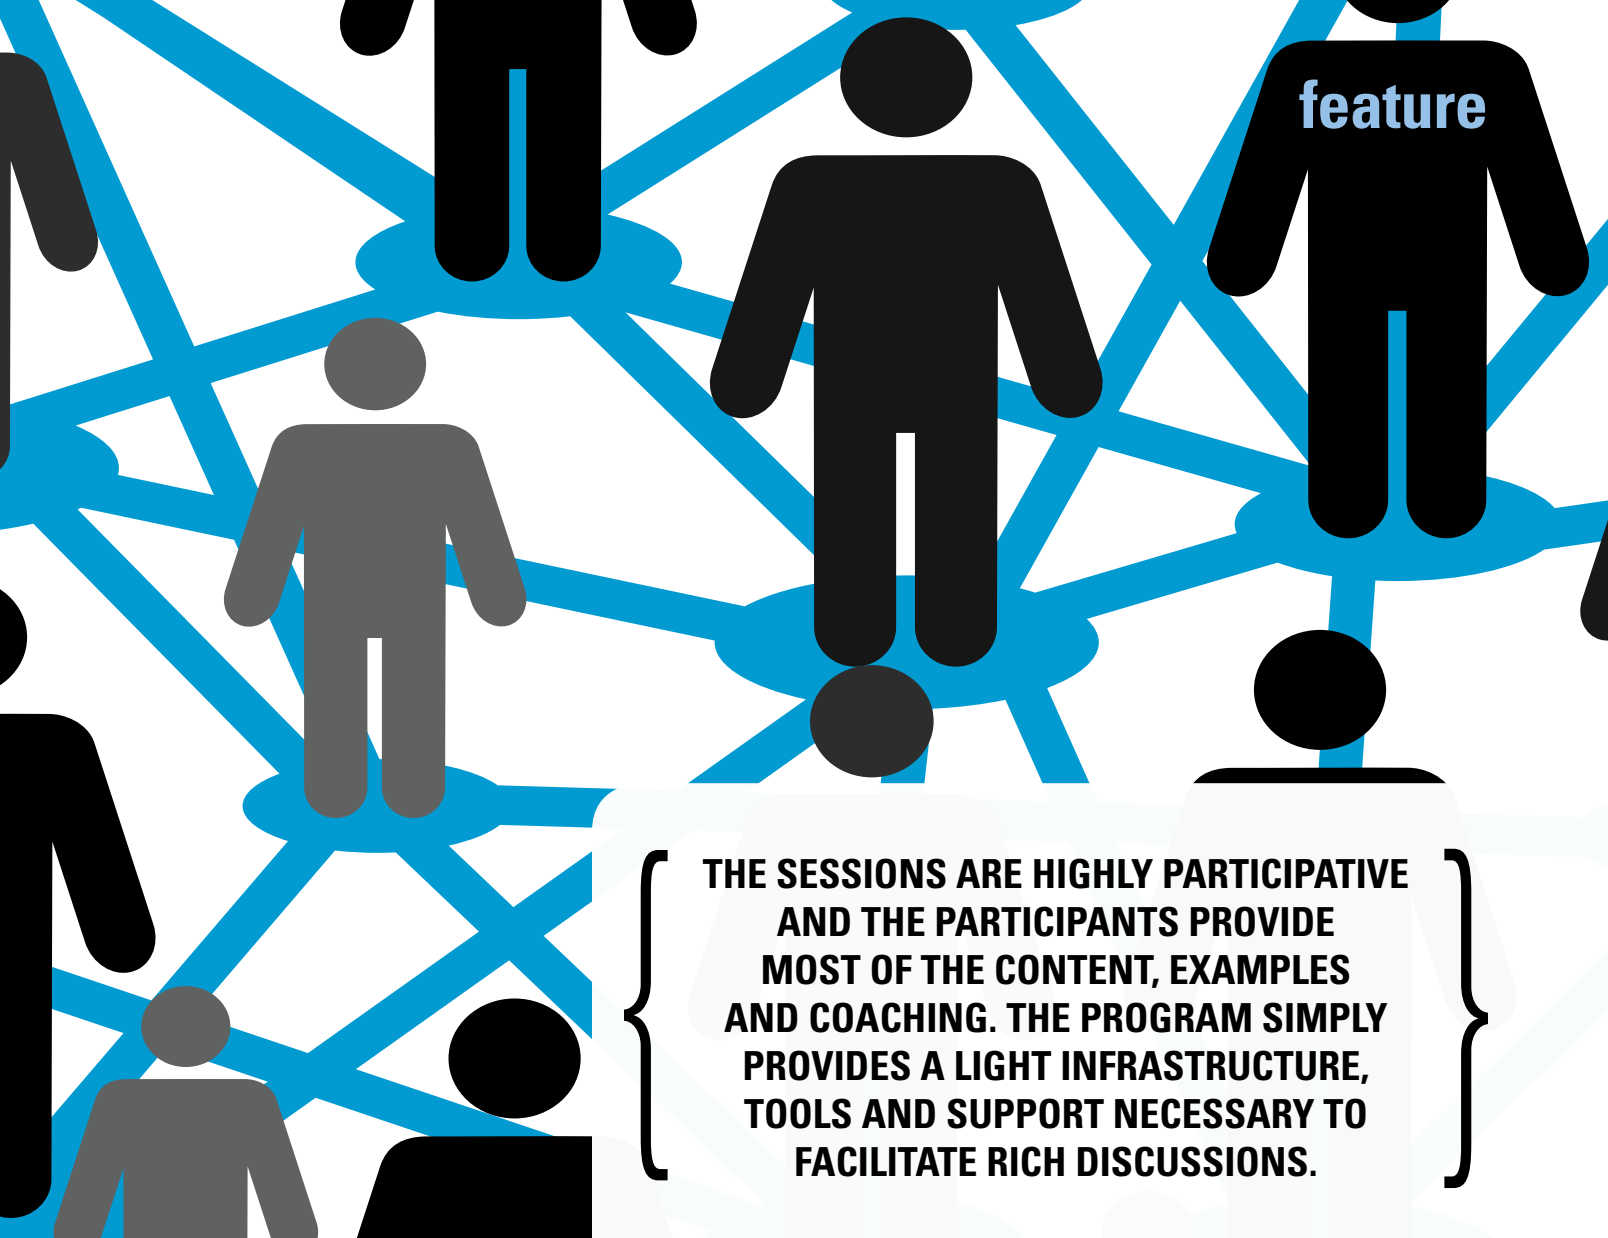 feature
THE SESSIONS ARE HIGHLY PARTICIPATIVE
AND THE PARTICIPANTS PROVIDE
MOST OF THE CONTENT, EXAMPLES
AND COACHING. THE PROGRAM SIMPLY
PROVIDES A LIGHT INFRASTRUCTURE,
TOOLS AND SUPPORT NECESSARY TO
FACILITATE RICH DISCUSSIONS.